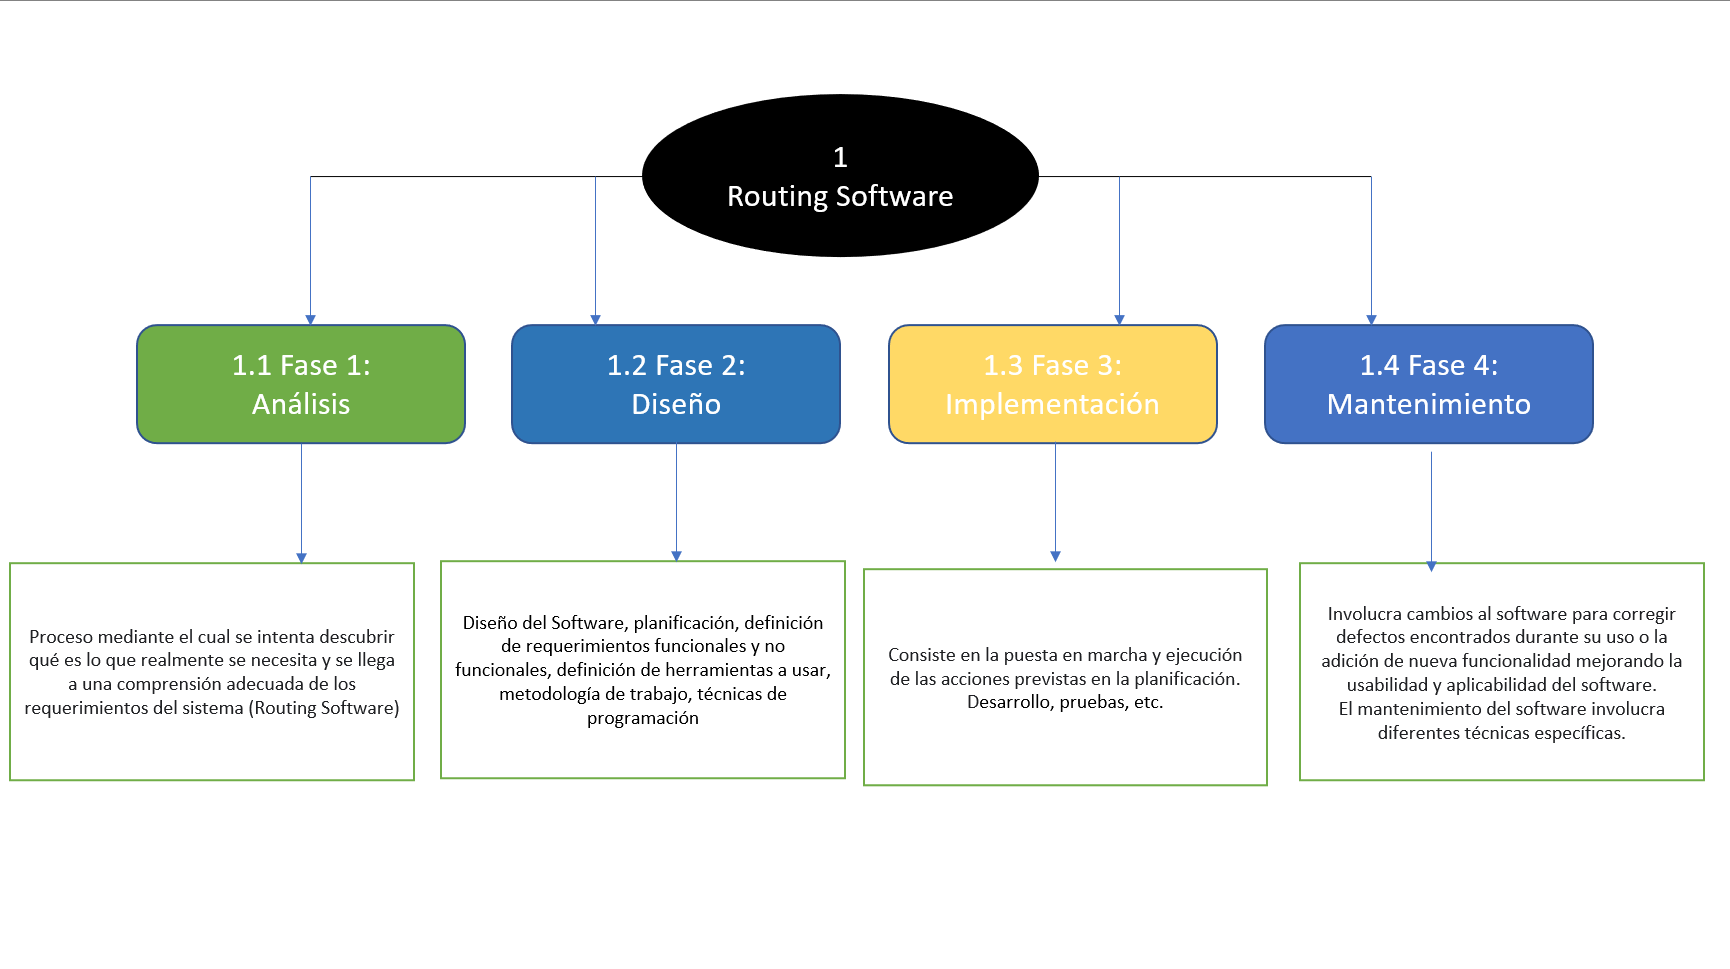 1
Routing Software
1.1 Fase 1:
Análisis
1.2 Fase 2:
Diseño
1.3 Fase 3:
Implementación
1.4 Fase 4:
Mantenimiento
Proceso mediante el cual se intenta descubrir
qué es lo que realmente se necesita y se llega
a una comprensión adecuada de los
requerimientos del sistema (Routing Software)
Diseño del Software, planificación, definición
de requerimientos funcionales y no
funcionales, definición de herramientas a usar,
metodología de trabajo, técnicas de
programación
Consiste en la puesta en marcha y ejecución
de las acciones previstas en la planificación.
Desarrollo, pruebas, etc.
Involucra cambios al software para corregir
defectos encontrados durante su uso o la
adición de nueva funcionalidad mejorando la
usabilidad y aplicabilidad del software.
El mantenimiento del software involucra
diferentes técnicas específicas.